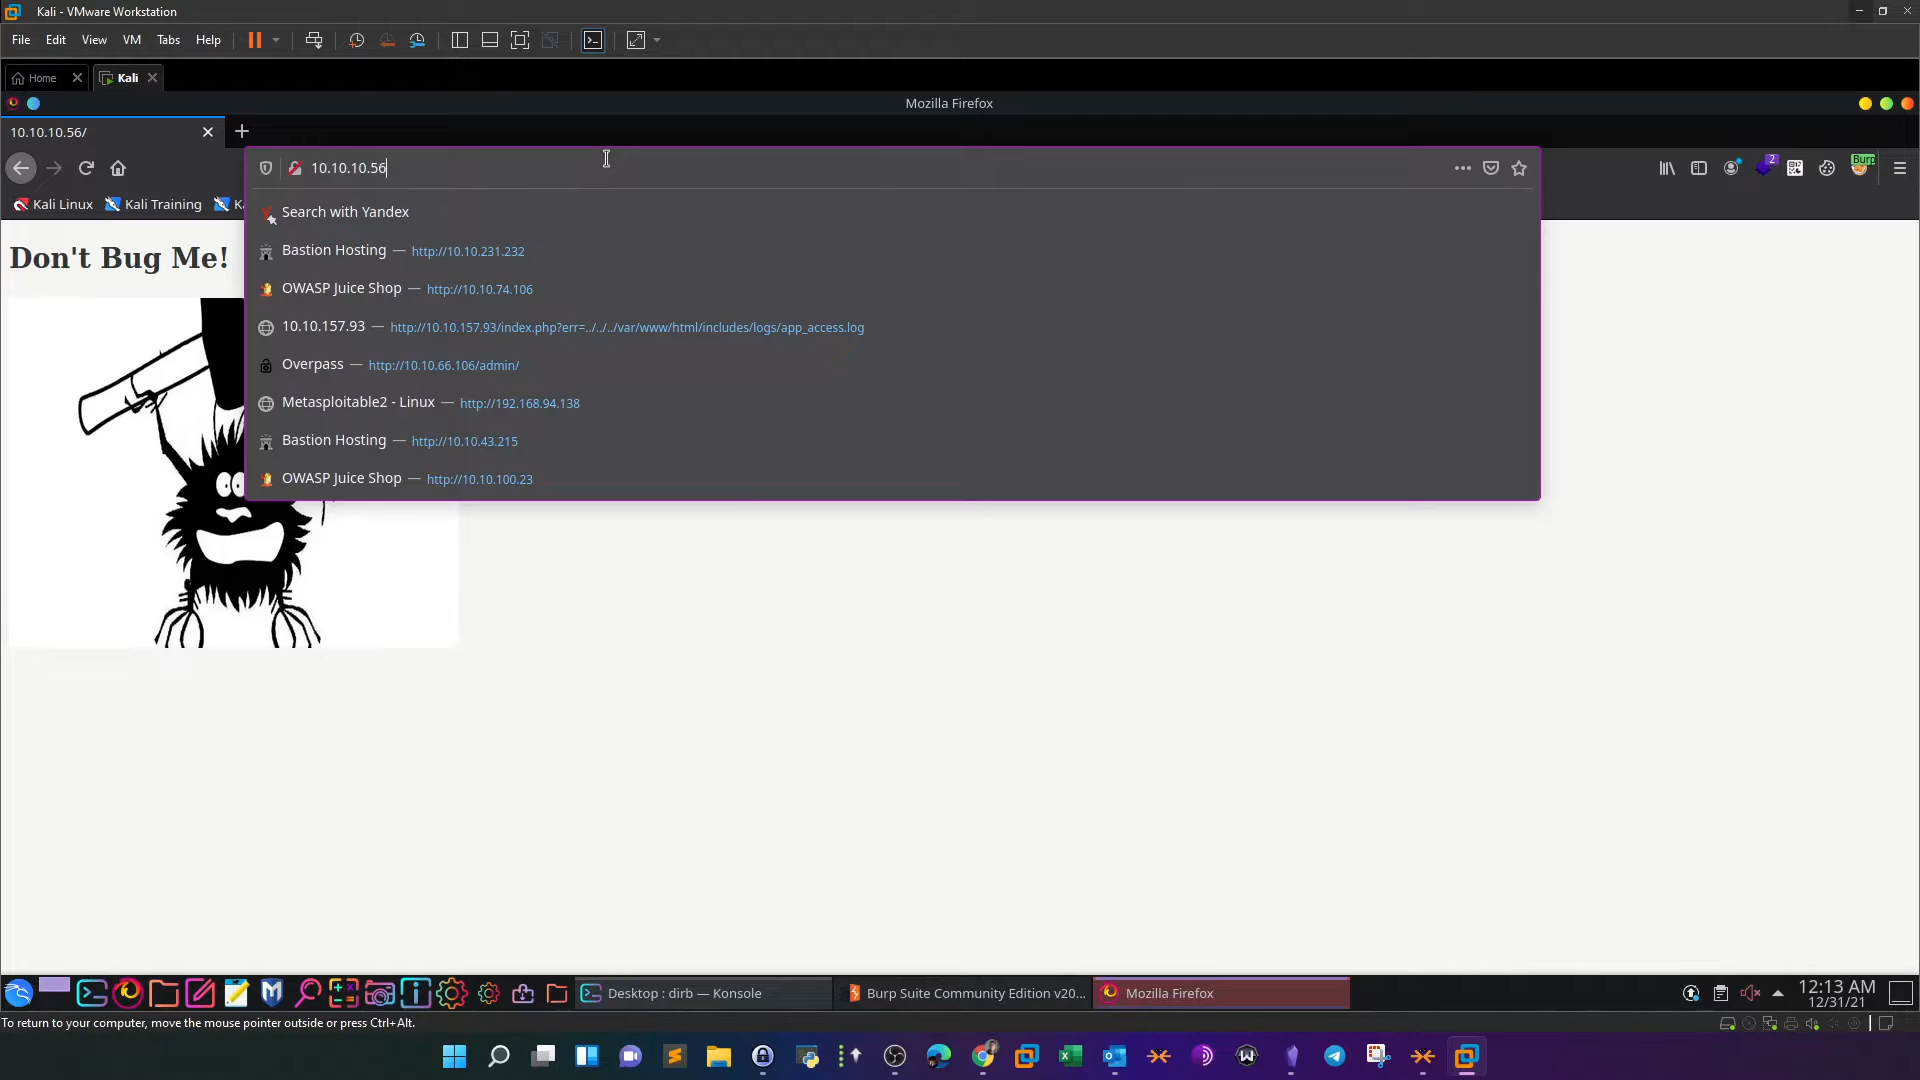 Kali - VMware Workstation
File Edit View VM Tabs Help
Home Kali
Mozilla Firefox
10.10.10.56/
10.10.10.56
2 Burp
Kali Linux Kali Training Ka
Search with Yandex
Bastion Hosting — http://10.10.231.232
OWASP Juice Shop — http://10.10.74.106
10.10.157.93 — http://10.10.157.93/index.php?err=../../../var/www/html/includes/logs/app_access.log
Overpass — http://10.10.66.106/admin/
Metasploitable2 - Linux — http://192.168.94.138
Bastion Hosting — http://10.10.43.215
OWASP Juice Shop — http://10.10.100.23
Don't Bug Me!
Desktop : dirb — Konsole
Burp Suite Community Edition v20...
Mozilla Firefox
12:13 AM
12/31/21
To return to your computer, move the mouse pointer outside or press Ctrl+Alt.